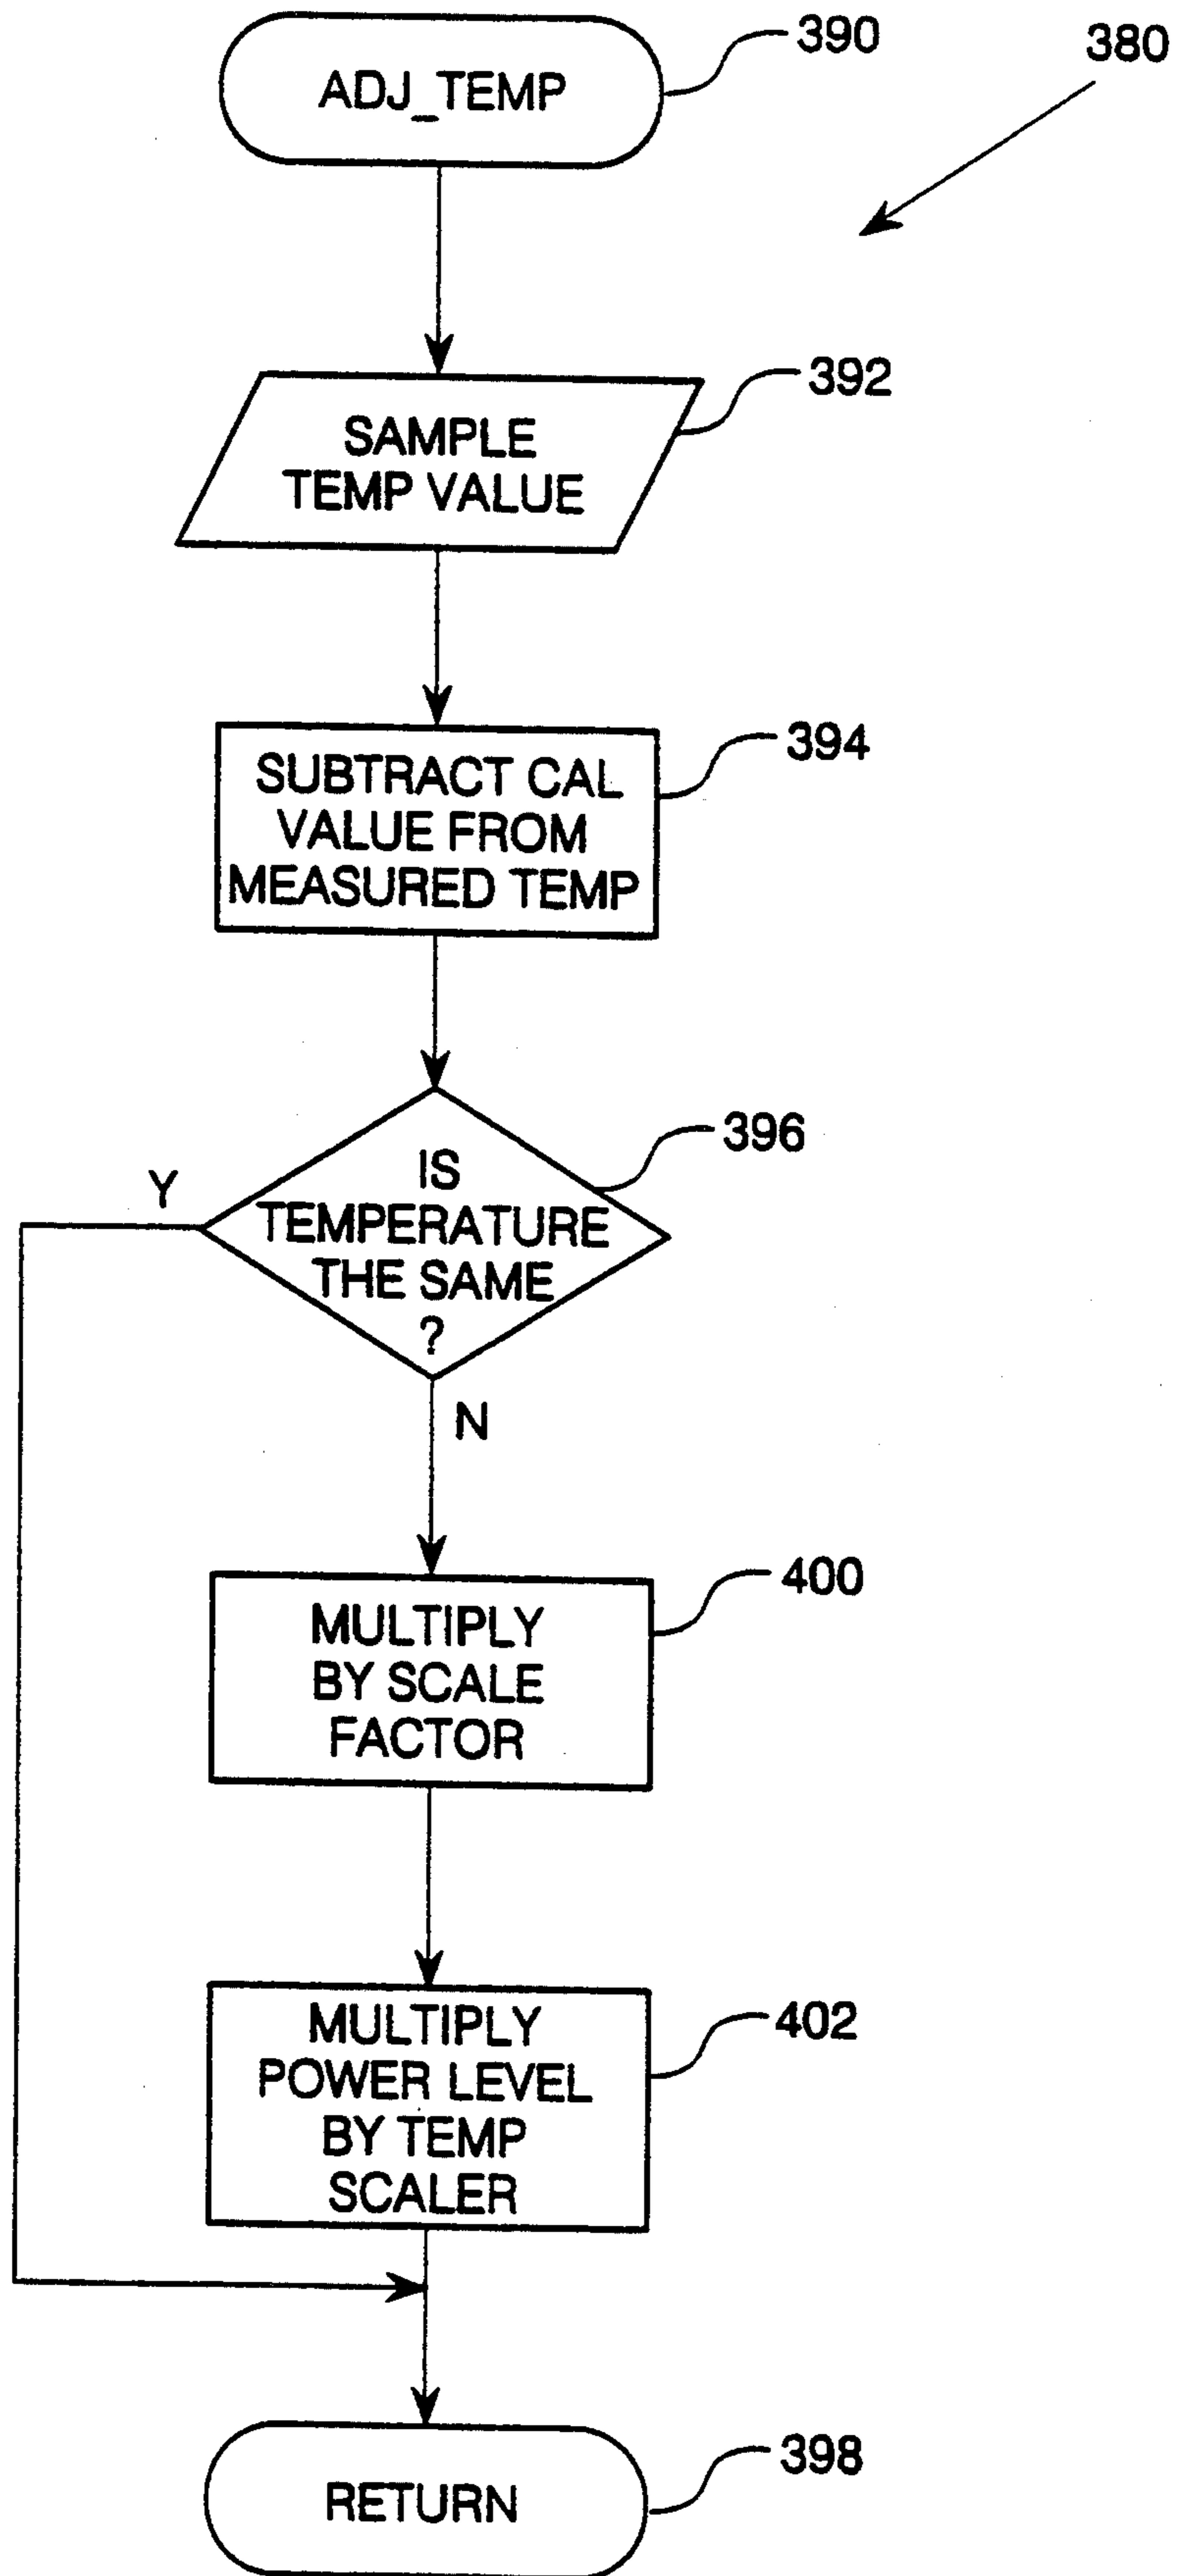 390
380
ADJ_TEMP
392
SAMPLE
TEMP VALUE
394
SUBTRACT CAL
VALUE FROM
MEASURED TEMP
396
Y
IS
TEMPERATURE
THE SAME
?
N
400
MULTIPLY
BY SCALE
FACTOR
402
MULTIPLY
POWER LEVEL
BY TEMP
SCALER
398
RETURN